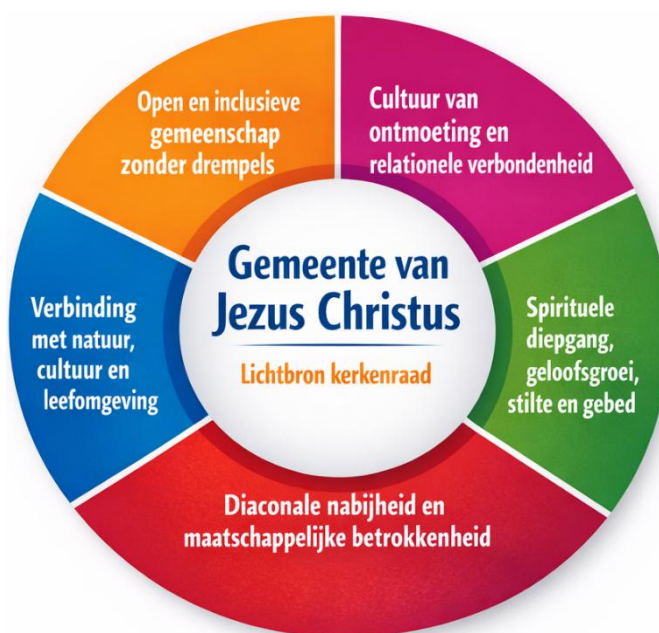 Open en inclusieve
gemeenschap
zonder drempels
Cultuur van
ontmoeting en
relationele verbondenheid
Gemeente van
Jezus Christus
Lichtbron kerkenraad
Verbinding
met natuur,
cultuur en
leefomgeving
Spirituele
diepgang,
geloofsgroei,
stilte en gebed
Diaconale nabijheid en
maatschappelijke betrokkenheid